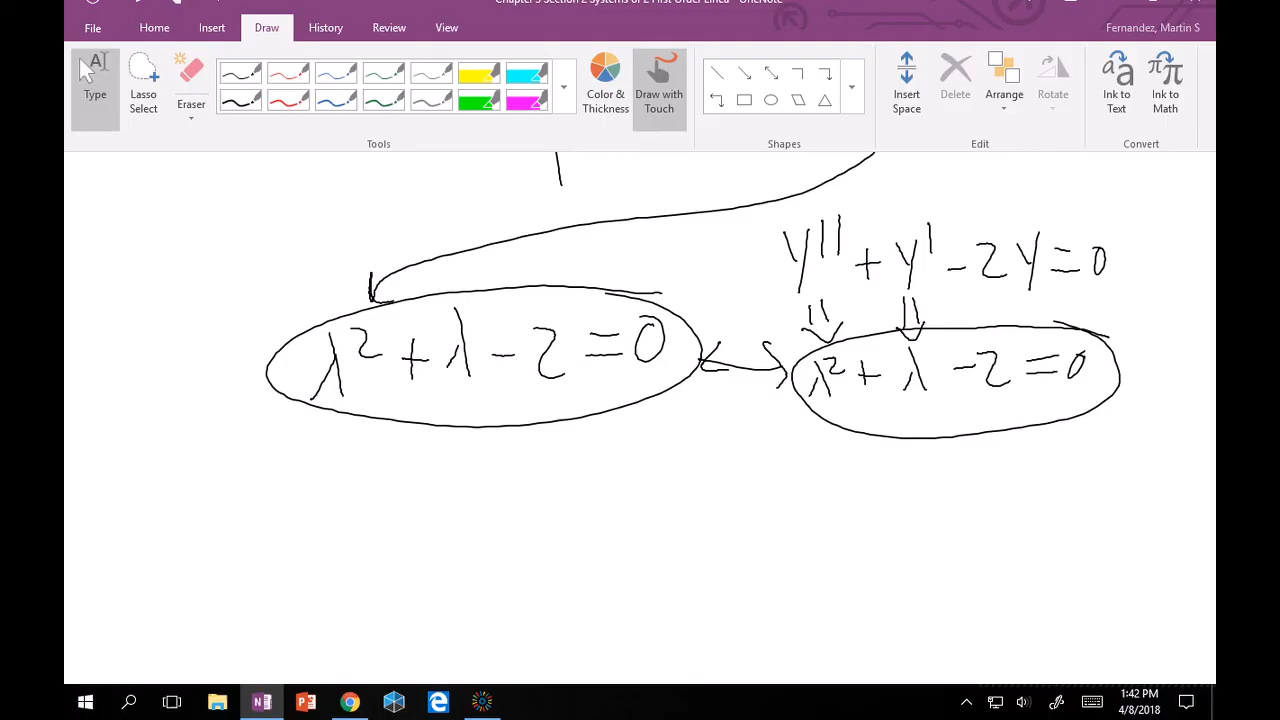 Chapter 3 Section 2 Systems of 2 First Order Linea - OneNote
File Home Insert Draw History Review View
Fernandez, Martin S
Type
Lasso Select
Eraser
Color & Thickness
Draw with Touch
Insert Space
Delete
Arrange
Rotate
Ink to Text
Ink to Math
Tools Shapes Edit Convert
y'' + y' - 2y = 0
λ² + λ - 2 = 0
λ² + λ - 2 = 0
1:42 PM
4/8/2018